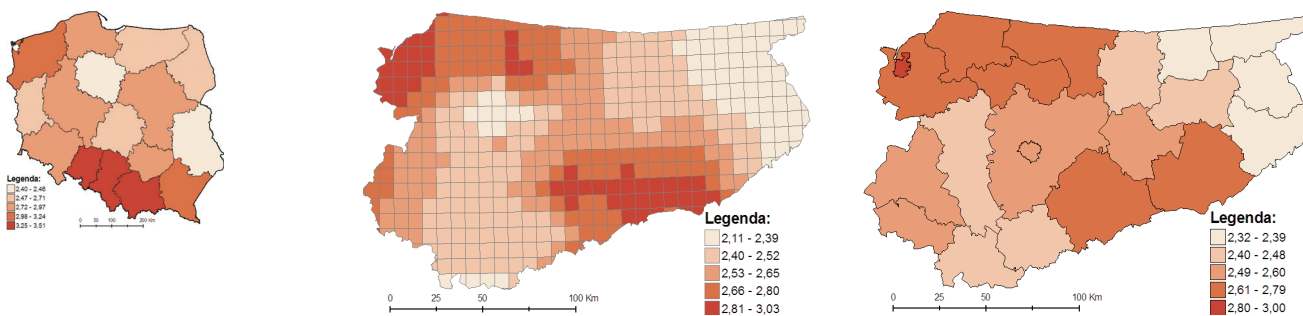 Legenda:
2,40 - 2,46
2,47 - 2,71
2,72 - 2,97
2,98 - 3,24
3,25 - 3,51
0 50 100 200 Km
Legenda:
2,11 - 2,39
2,40 - 2,52
2,53 - 2,65
2,66 - 2,80
2,81 - 3,03
0 25 50 100 Km
Legenda:
2,32 - 2,39
2,40 - 2,48
2,49 - 2,60
2,61 - 2,79
2,80 - 3,00
0 25 50 100 Km